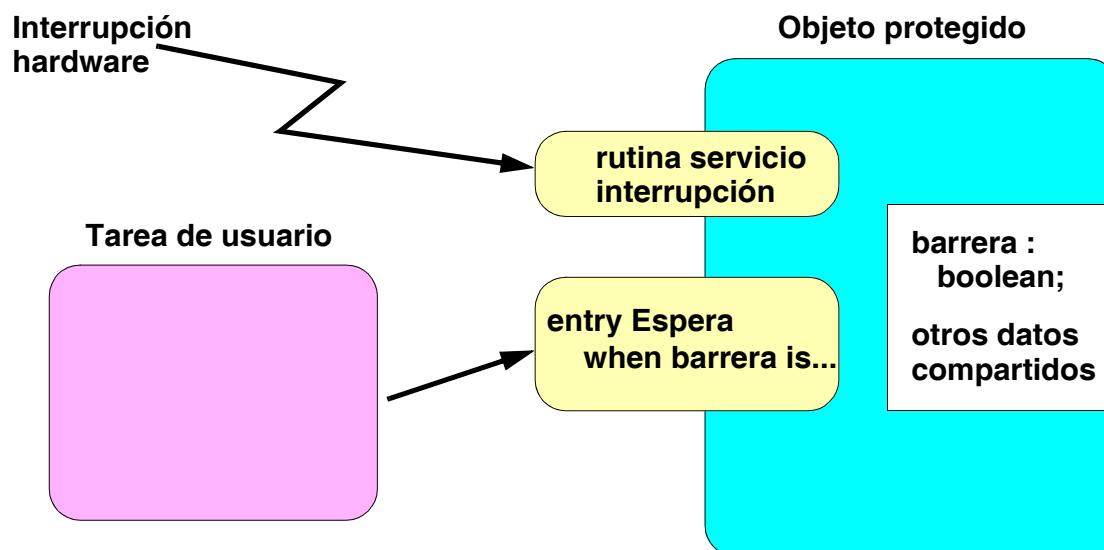 Interrupción
hardware
Objeto protegido
rutina servicio
interrupción
Tarea de usuario
barrera :
boolean;
entry Espera
when barrera is...
otros datos
compartidos